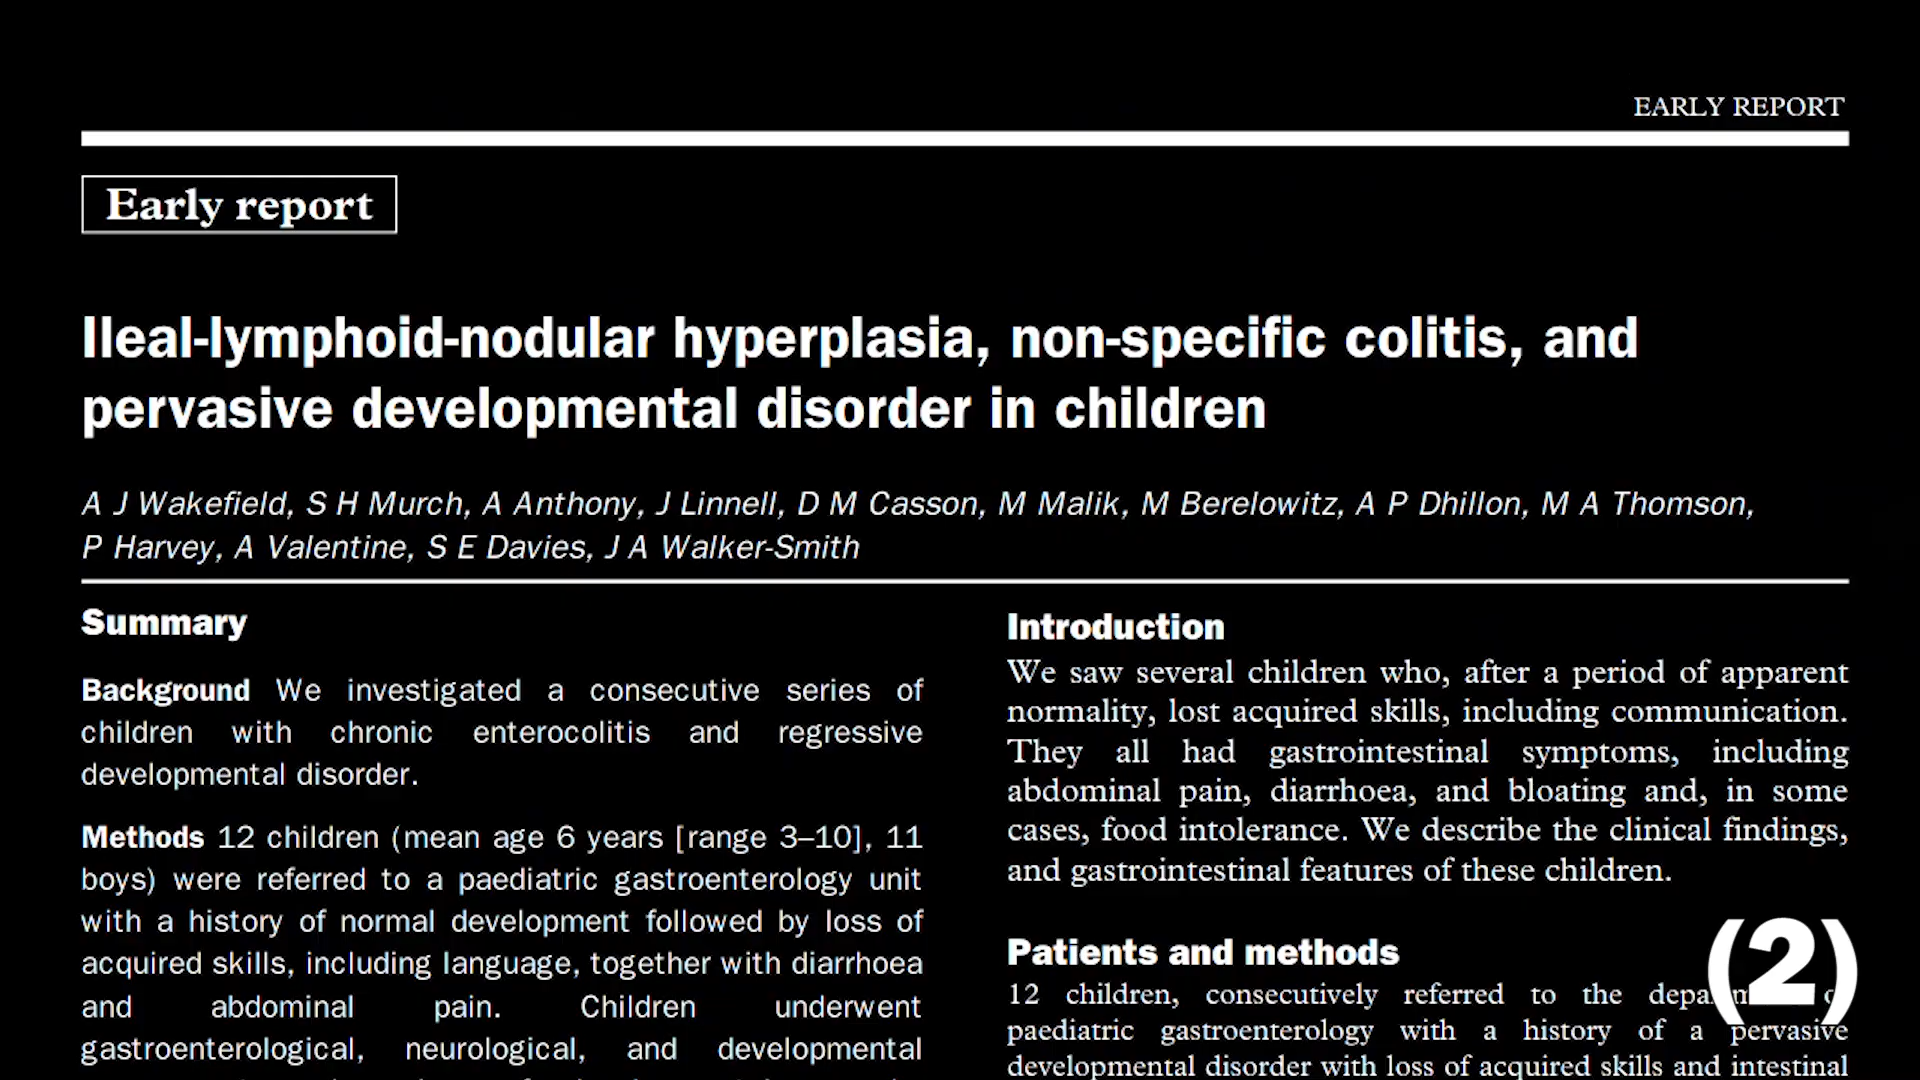 EARLY REPORT
Early report
Ileal-lymphoid-nodular hyperplasia, non-specific colitis, and
pervasive developmental disorder in children
A J Wakefield, S H Murch, A Anthony, J Linnell, D M Casson, M Malik, M Berelowitz, A P Dhillon, M A Thomson,
P Harvey, A Valentine, S E Davies, J A Walker-Smith
Summary
Background We investigated a consecutive series of
children with chronic enterocolitis and regressive
developmental disorder.
Methods 12 children (mean age 6 years [range 3–10], 11
boys) were referred to a paediatric gastroenterology unit
with a history of normal development followed by loss of
acquired skills, including language, together with diarrhoea
and abdominal pain. Children underwent
gastroenterological, neurological, and developmental
Introduction
We saw several children who, after a period of apparent
normality, lost acquired skills, including communication.
They all had gastrointestinal symptoms, including
abdominal pain, diarrhoea, and bloating and, in some
cases, food intolerance. We describe the clinical findings,
and gastrointestinal features of these children.
Patients and methods
12 children, consecutively referred to the
paediatric gastroenterology with a history of a pervasive
developmental disorder with loss of acquired skills and intestinal
(2)